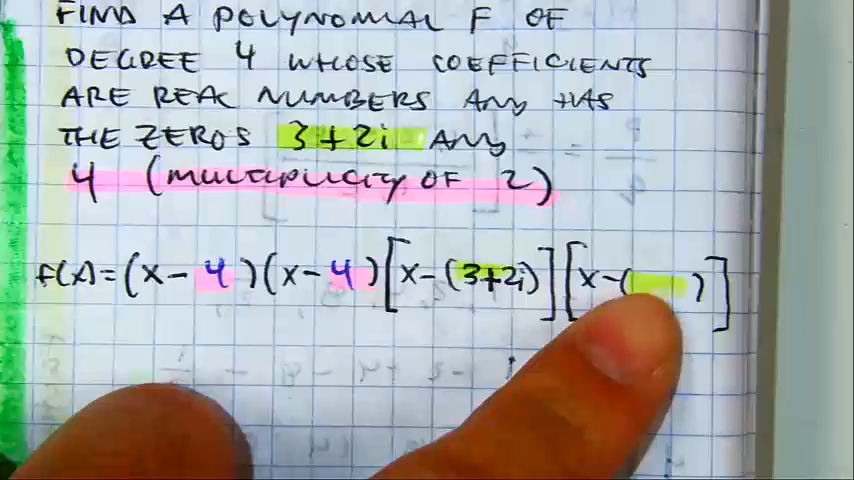 FIND A POLYNOMIAL F OF
DEGREE 4 WHOSE COEFFICIENTS
ARE REAL NUMBERS AND HAS
THE ZEROS 3+2i AND
4 (MULTIPLICITY OF 2)
f(x)=(x-4)(x-4)[x-(3+2i)][x-( )]